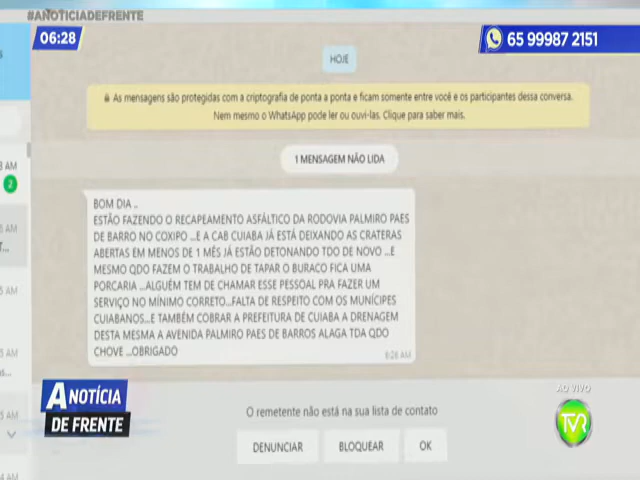 #ANOTICIADEFRENTE
06:28
65 99987 2151
HOJE
As mensagens são protegidas com a criptografia de ponta a ponta e ficam somente entre você e os participantes dessa conversa.
Nem mesmo o WhatsApp pode ler ou ouvi-las. Clique para saber mais.
1 MENSAGEM NÃO LIDA
AM
2
BOM DIA ..
ESTÃO FAZENDO O RECAPEAMENTO ASFÁLTICO DA RODOVIA PALMIRO PAES
DE BARRO NO COXIPO ...E A CAB CUIABA JÁ ESTÁ DEIXANDO AS CRATERAS
ABERTAS EM MENOS DE 1 MÊS JÁ ESTÃO DETONANDO TDO DE NOVO ...E
MESMO QDO FAZEM O TRABALHO DE TAPAR O BURACO FICA UMA
PORCARIA ...ALGUÉM TEM DE CHAMAR ESSE PESSOAL PRA FAZER UM
SERVIÇO NO MÍNIMO CORRETO...FALTA DE RESPEITO COM OS MUNÍCIPES
CUIABANOS...E TAMBÉM COBRAR A PREFEITURA DE CUIABA A DRENAGEM
DESTA MESMA A AVENIDA PALMIRO PAES DE BARROS ALAGA TDA QDO
CHOVE ...OBRIGADO
6:26 AM
A NOTÍCIA
DE FRENTE
AO VIVO
TVR
O remetente não está na sua lista de contato
DENUNCIAR
BLOQUEAR
OK